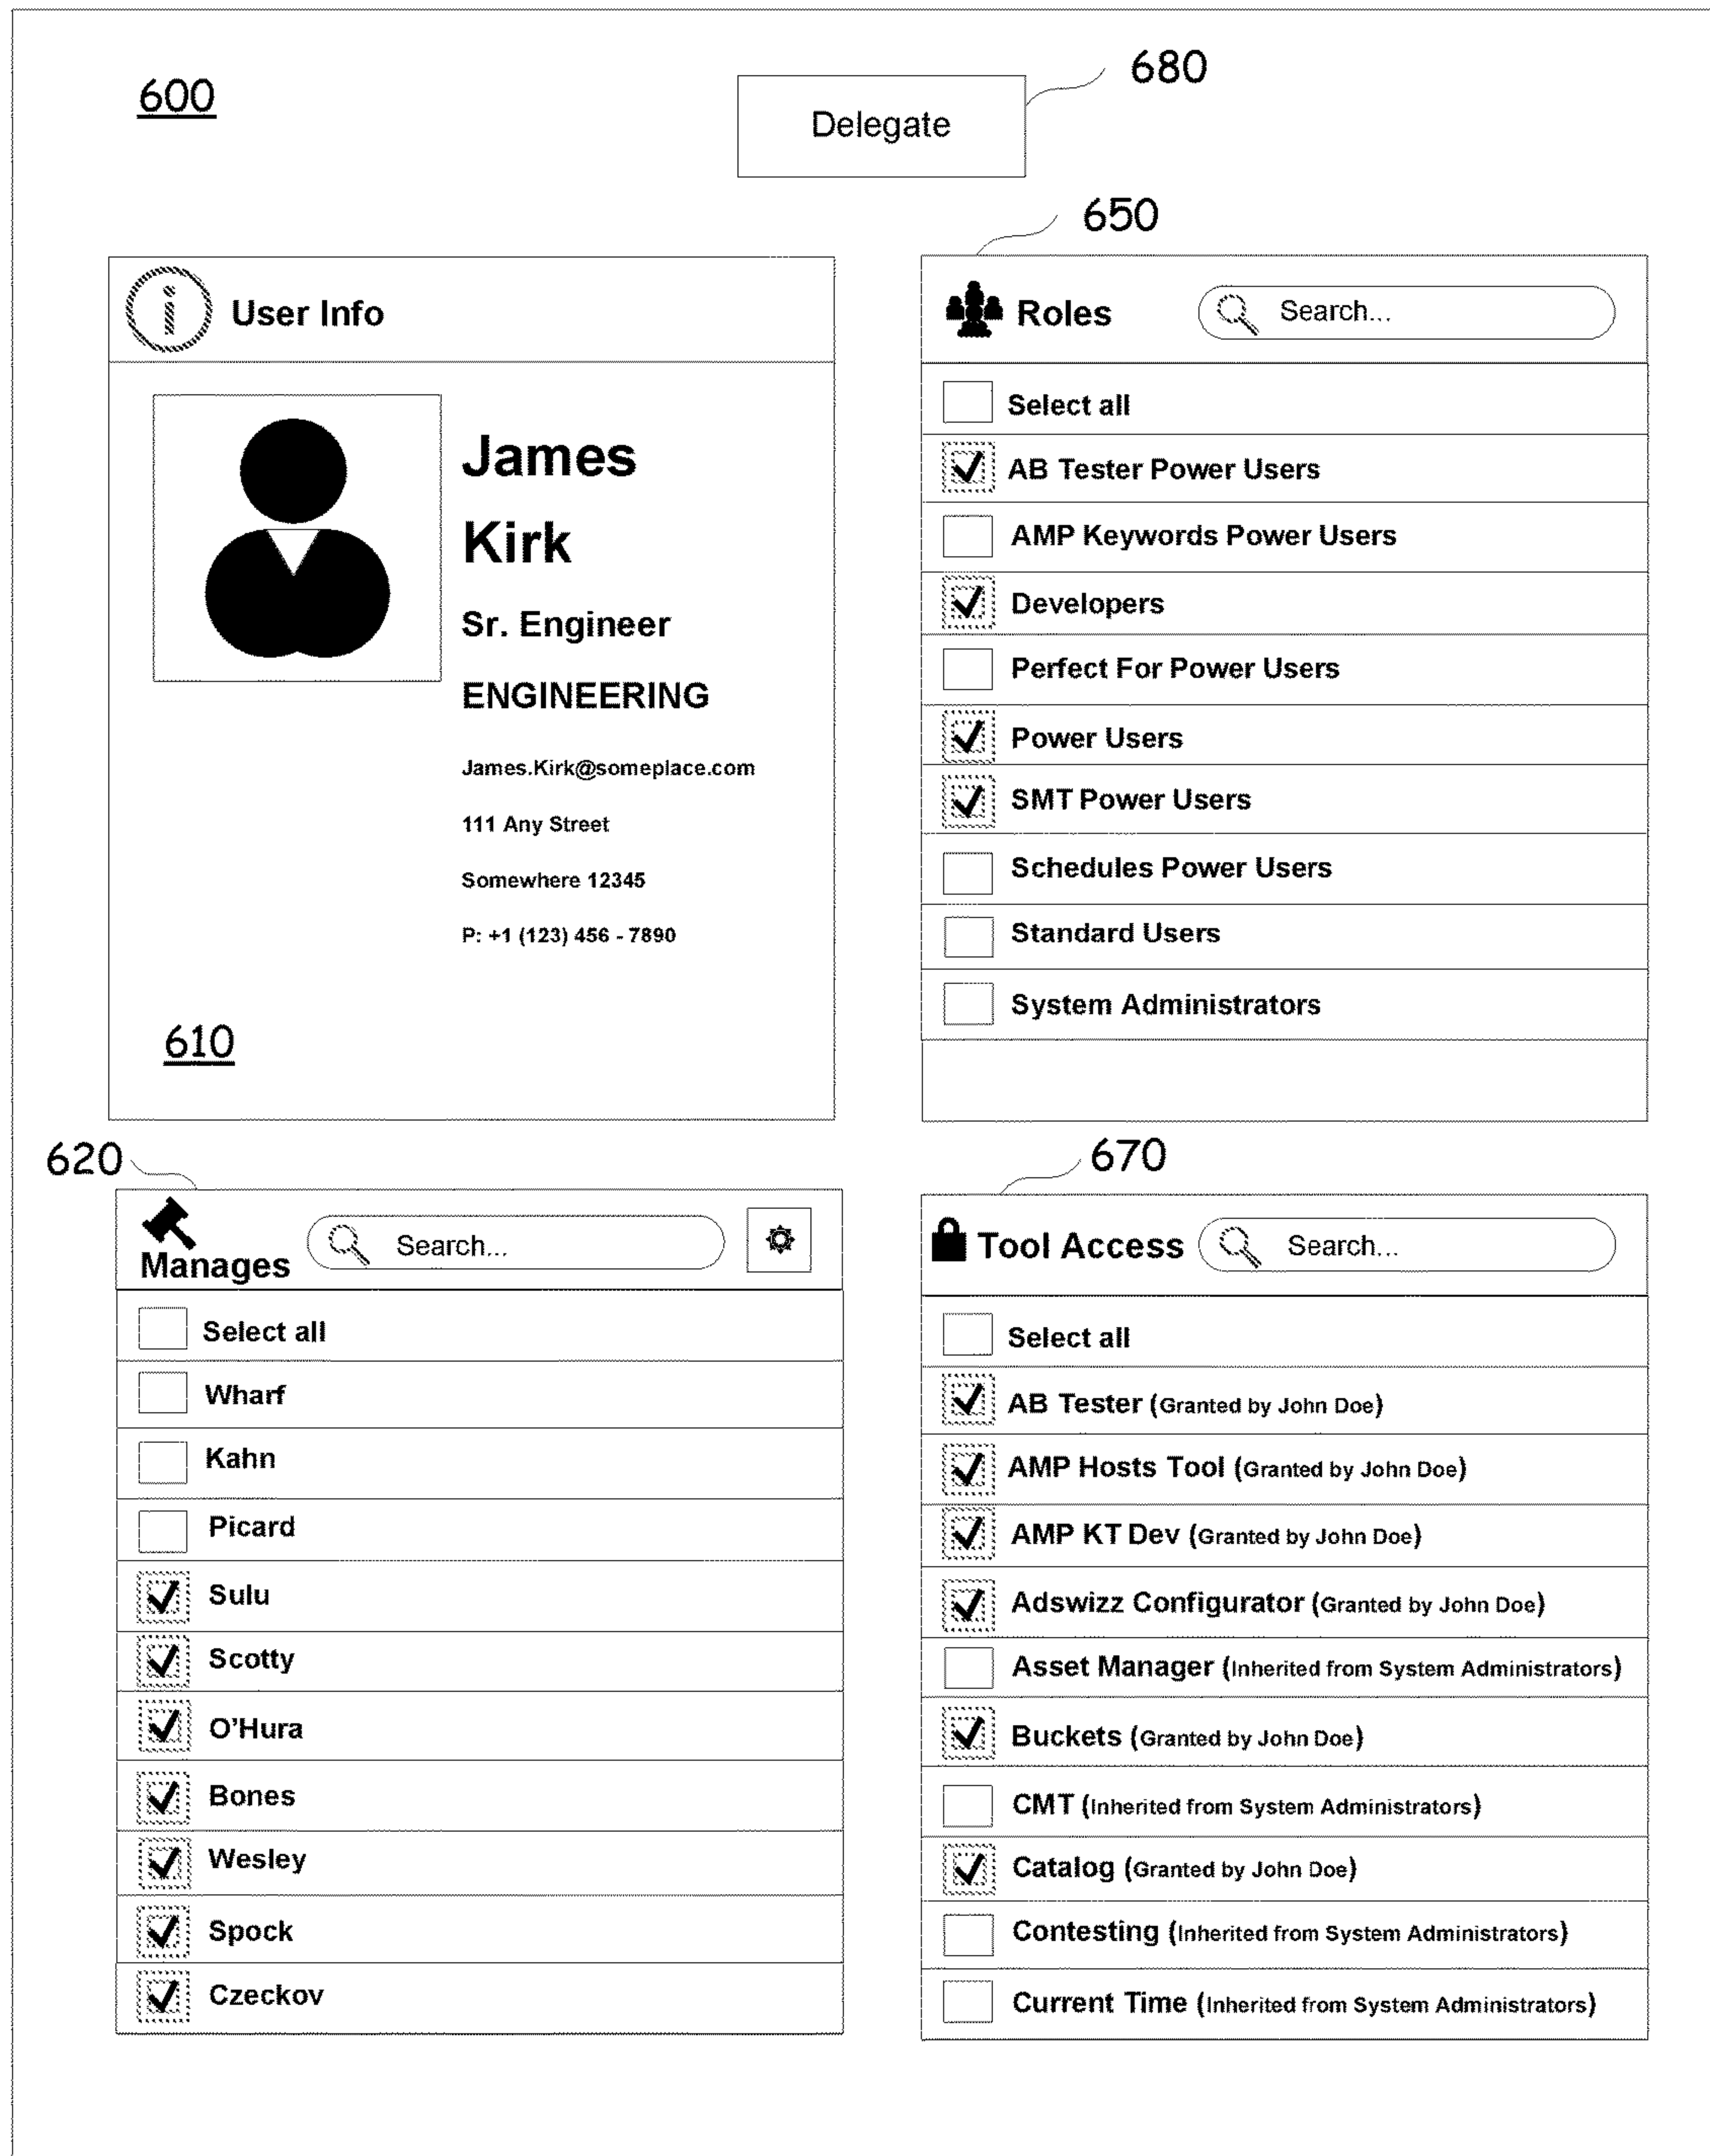 600
Delegate
680
650
User Info
James
Kirk
Sr. Engineer
ENGINEERING
James.Kirk@someplace.com
111 Any Street
Somewhere 12345
P: +1 (123) 456 - 7890
610
Roles
Search...
Select all
AB Tester Power Users
AMP Keywords Power Users
Developers
Perfect For Power Users
Power Users
SMT Power Users
Schedules Power Users
Standard Users
System Administrators
620
Manages
Search...
Select all
Wharf
Kahn
Picard
Sulu
Scotty
O'Hura
Bones
Wesley
Spock
Czeckov
670
Tool Access
Search...
Select all
AB Tester (Granted by John Doe)
AMP Hosts Tool (Granted by John Doe)
AMP KT Dev (Granted by John Doe)
Adswizz Configurator (Granted by John Doe)
Asset Manager (Inherited from System Administrators)
Buckets (Granted by John Doe)
CMT (Inherited from System Administrators)
Catalog (Granted by John Doe)
Contesting (Inherited from System Administrators)
Current Time (Inherited from System Administrators)